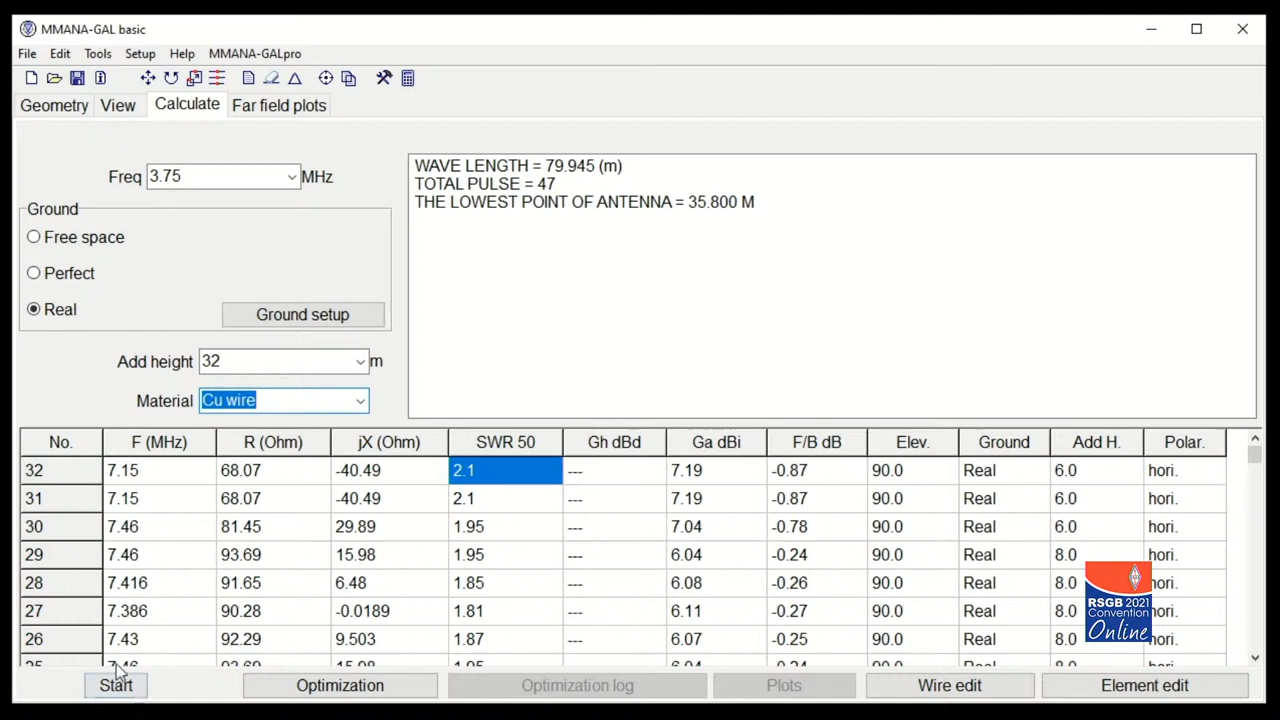 MMANA-GAL basic
File Edit Tools Setup Help MMANA-GALpro
Geometry View Calculate Far field plots
Freq 3.75 MHz
Ground
Free space
Perfect
Real Ground setup
Add height 32 m
Material Cu wire
WAVE LENGTH = 79.945 (m)
TOTAL PULSE = 47
THE LOWEST POINT OF ANTENNA = 35.800 M
No. F (MHz) R (Ohm) jX (Ohm) SWR 50 Gh dBd Ga dBi F/B dB Elev. Ground Add H. Polar.
32 7.15 68.07 -40.49 2.1 --- 7.19 -0.87 90.0 Real 6.0 hori.
31 7.15 68.07 -40.49 2.1 --- 7.19 -0.87 90.0 Real 6.0 hori.
30 7.46 81.45 29.89 1.95 --- 7.04 -0.78 90.0 Real 6.0 hori.
29 7.46 93.69 15.98 1.95 --- 6.04 -0.24 90.0 Real 8.0 hori.
28 7.416 91.65 6.48 1.85 --- 6.08 -0.26 90.0 Real 8.0 hori.
27 7.386 90.28 -0.0189 1.81 --- 6.11 -0.27 90.0 Real 8.0 hori.
26 7.43 92.29 9.503 1.87 --- 6.07 -0.25 90.0 Real 8.0 hori.
RSGB 2021
Convention
Online
Start Optimization Optimization log Plots Wire edit Element edit